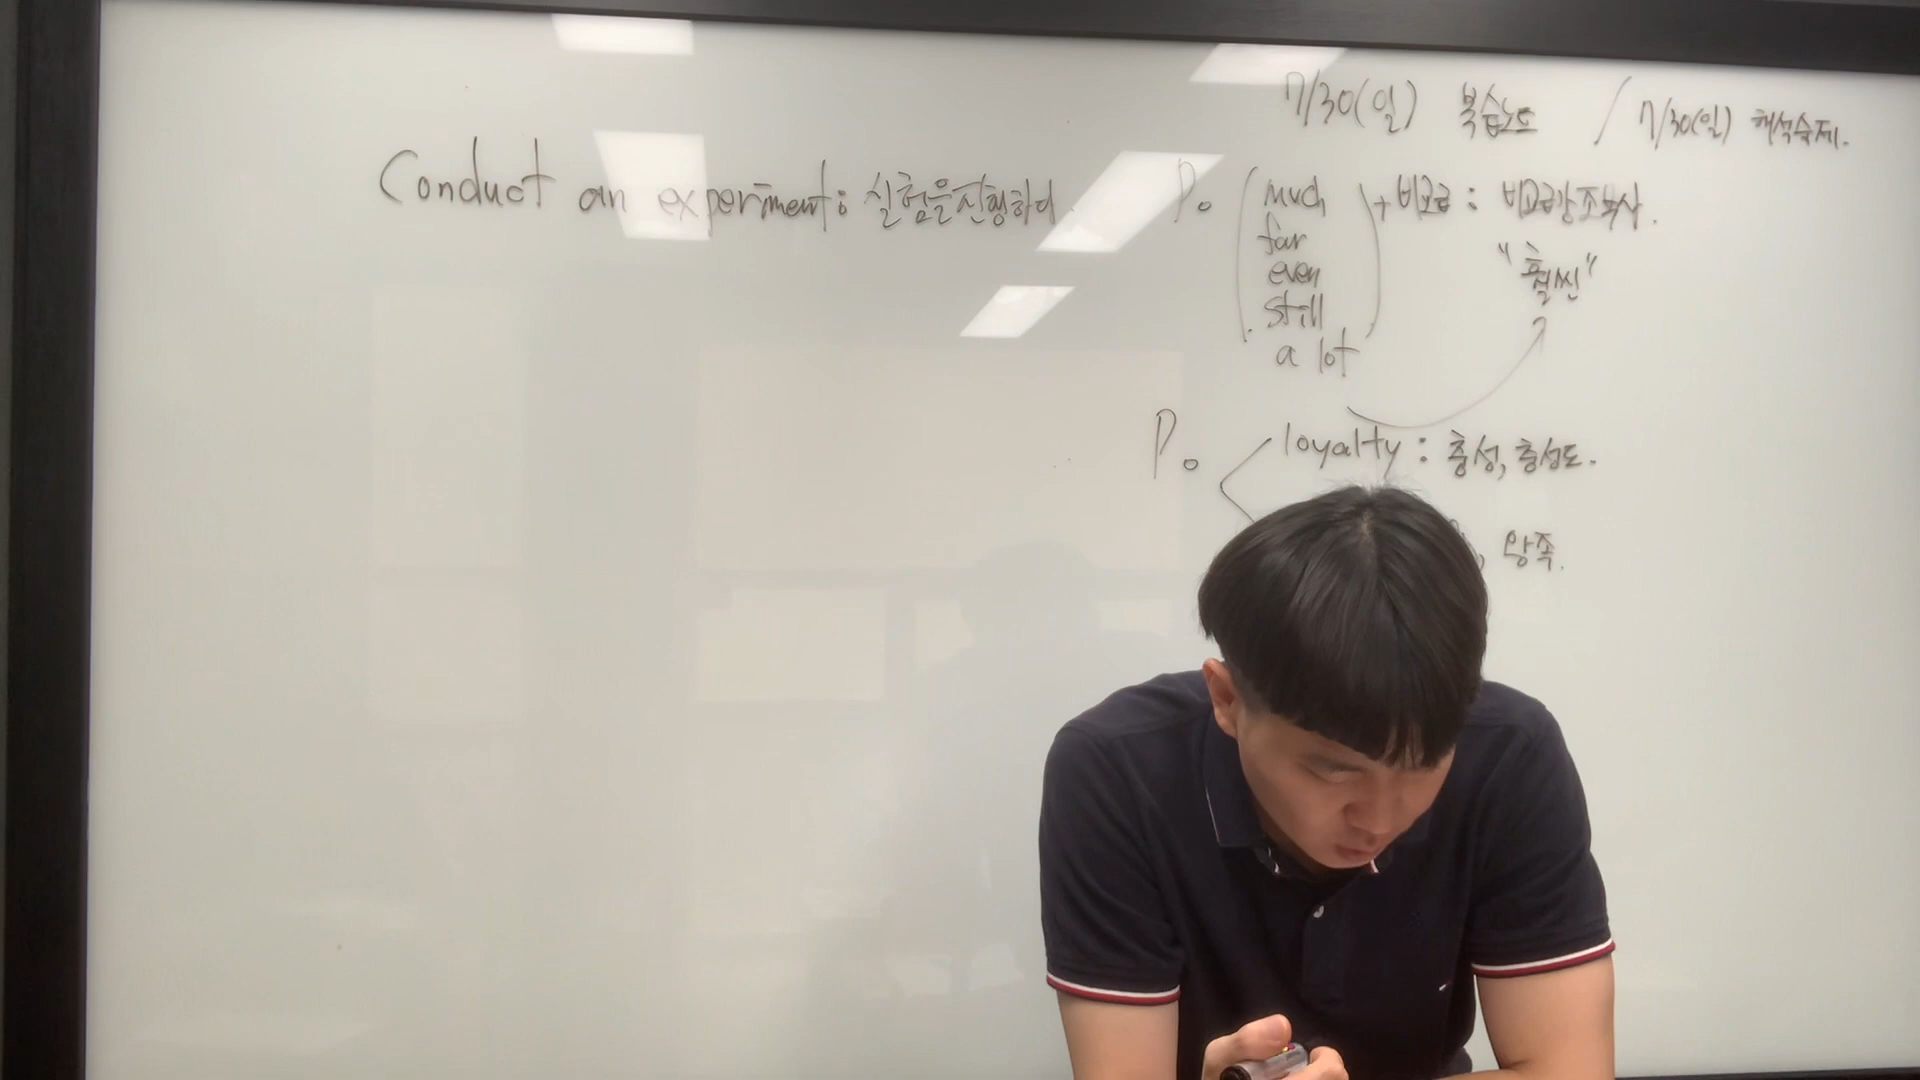 7/30(일) 복습노트 / 7/30(일) 해석숙제.
Conduct an experiment: 실험을 진행하다.
P. (much far even still a lot) + 비교급 : 비교급강조부사.
"훨씬"
P. loyalty : 충성, 충성도.
, 왕족.